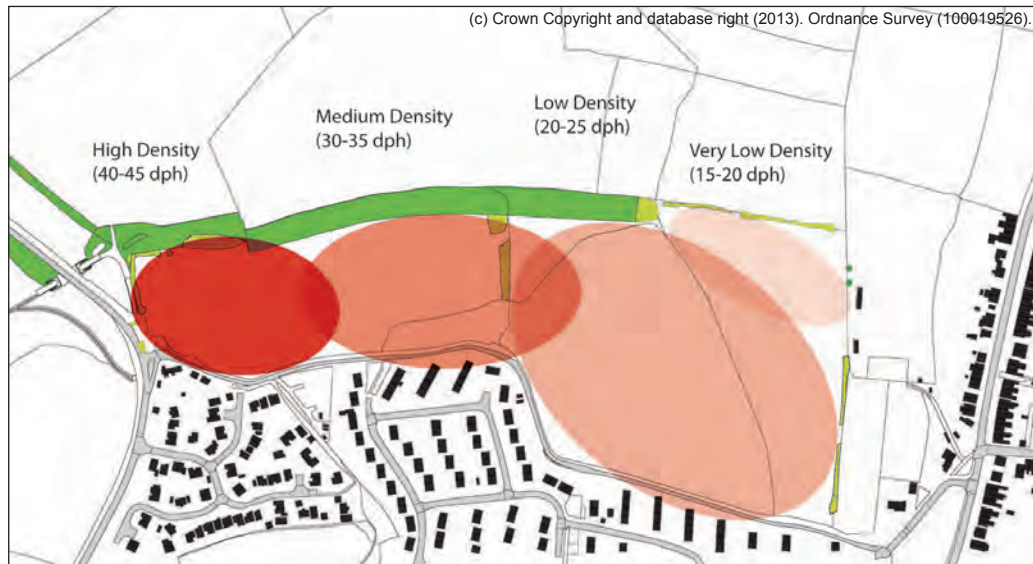 (c) Crown Copyright and database right (2013). Ordnance Survey (100019526).
High Density
(40-45 dph)
Medium Density
(30-35 dph)
Low Density
(20-25 dph)
Very Low Density
(15-20 dph)